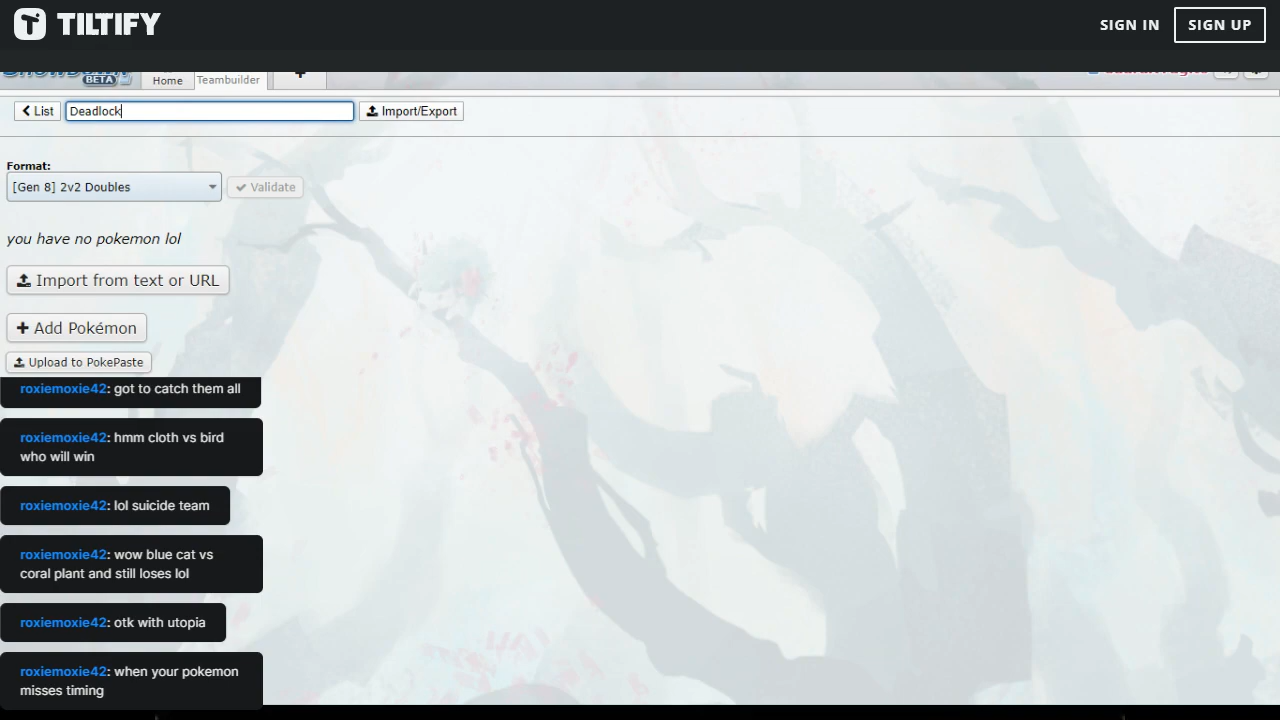 TILTIFY
SIGN IN
SIGN UP
BETA
Home
Teambuilder
List
Deadlock
Import/Export
Format:
[Gen 8] 2v2 Doubles
Validate
you have no pokemon lol
Import from text or URL
Add Pokémon
Upload to PokePaste
roxiemoxie42: got to catch them all
roxiemoxie42: hmm cloth vs bird
who will win
roxiemoxie42: lol suicide team
roxiemoxie42: wow blue cat vs
coral plant and still loses lol
roxiemoxie42: otk with utopia
roxiemoxie42: when your pokemon
misses timing